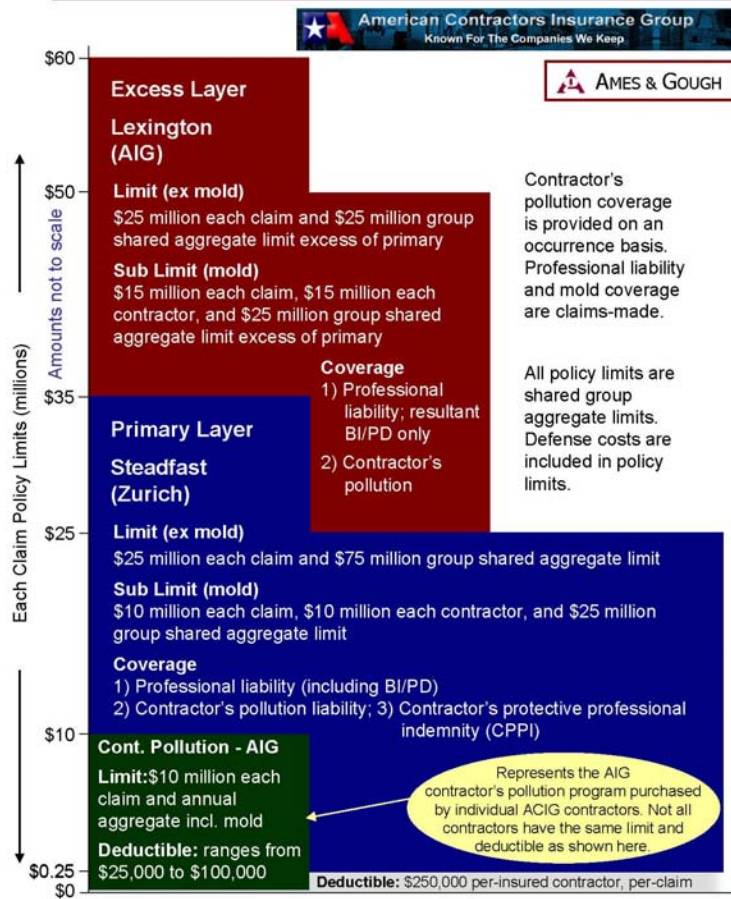 American Contractors Insurance Group
Known For The Companies We Keep
AMES & GOUGH
$60
$50
$35
$25
$10
$0.25
$0
Each Claim Policy Limits (millions)
Amounts not to scale
Excess Layer
Lexington
(AIG)
Limit (ex mold)
$25 million each claim and $25 million group
shared aggregate limit excess of primary
Sub Limit (mold)
$15 million each claim, $15 million each
contractor, and $25 million group shared
aggregate limit excess of primary
Coverage
1) Professional
liability; resultant
BI/PD only
2) Contractor's
pollution
Contractor's
pollution coverage
is provided on an
occurrence basis.
Professional liability
and mold coverage
are claims-made.
All policy limits are
shared group
aggregate limits.
Defense costs are
included in policy
limits.
Primary Layer
Steadfast
(Zurich)
Limit (ex mold)
$25 million each claim and $75 million group shared aggregate limit
Sub Limit (mold)
$10 million each claim, $10 million each contractor, and $25 million
group shared aggregate limit
Coverage
1) Professional liability (including BI/PD)
2) Contractor's pollution liability; 3) Contractor's protective professional
indemnity (CPPI)
Cont. Pollution - AIG
Limit:$10 million each
claim and annual
aggregate incl. mold
Deductible: ranges from
$25,000 to $100,000
Represents the AIG
contractor's pollution program purchased
by individual ACIG contractors. Not all
contractors have the same limit and
deductible as shown here.
Deductible: $250,000 per-insured contractor, per-claim